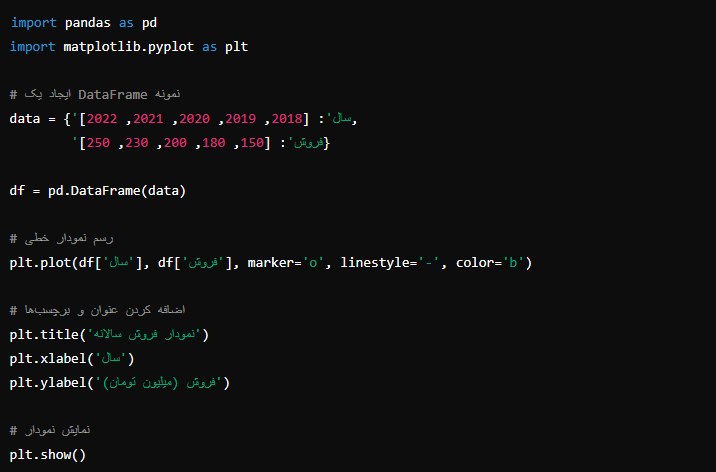 import pandas as pd
import matplotlib.pyplot as plt
# ایجاد یک DataFrame نمونه
data = {'سال': [2018, 2019, 2020, 2021, 2022],
'فروش': [150, 180, 200, 230, 250]}
df = pd.DataFrame(data)
# رسم نمودار خطی
plt.plot(df['سال'], df['فروش'], marker='o', linestyle='-', color='b')
# اضافه کردن عنوان و برچسب‌ها
plt.title('نمودار فروش سالانه')
plt.xlabel('سال')
plt.ylabel('فروش (میلیون تومان)')
# نمایش نمودار
plt.show()